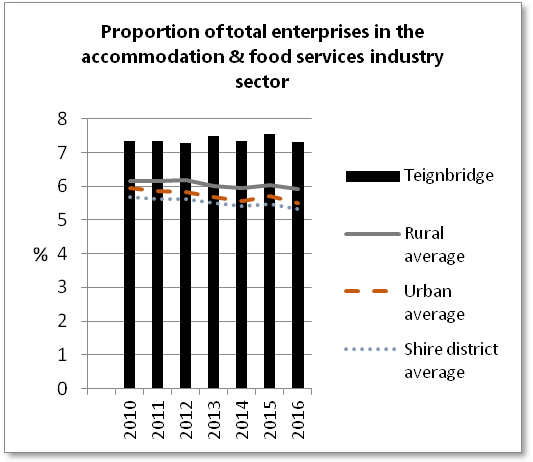 Proportion of total enterprises in the
accommodation & food services industry
sector
8
7
6
5
4
3
2
1
0
%
2010
2011
2012
2013
2014
2015
2016
Teignbridge
Rural
average
Urban
average
Shire district
average